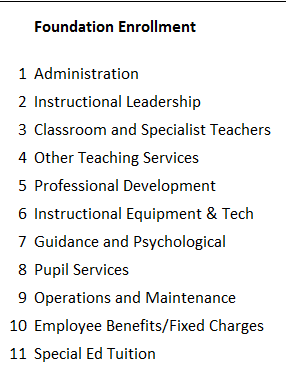 Foundation Enrollment
1 Administration
2 Instructional Leadership
3 Classroom and Specialist Teachers
4 Other Teaching Services
5 Professional Development
6 Instructional Equipment & Tech
7 Guidance and Psychological
8 Pupil Services
9 Operations and Maintenance
10 Employee Benefits/Fixed Charges
11 Special Ed Tuition